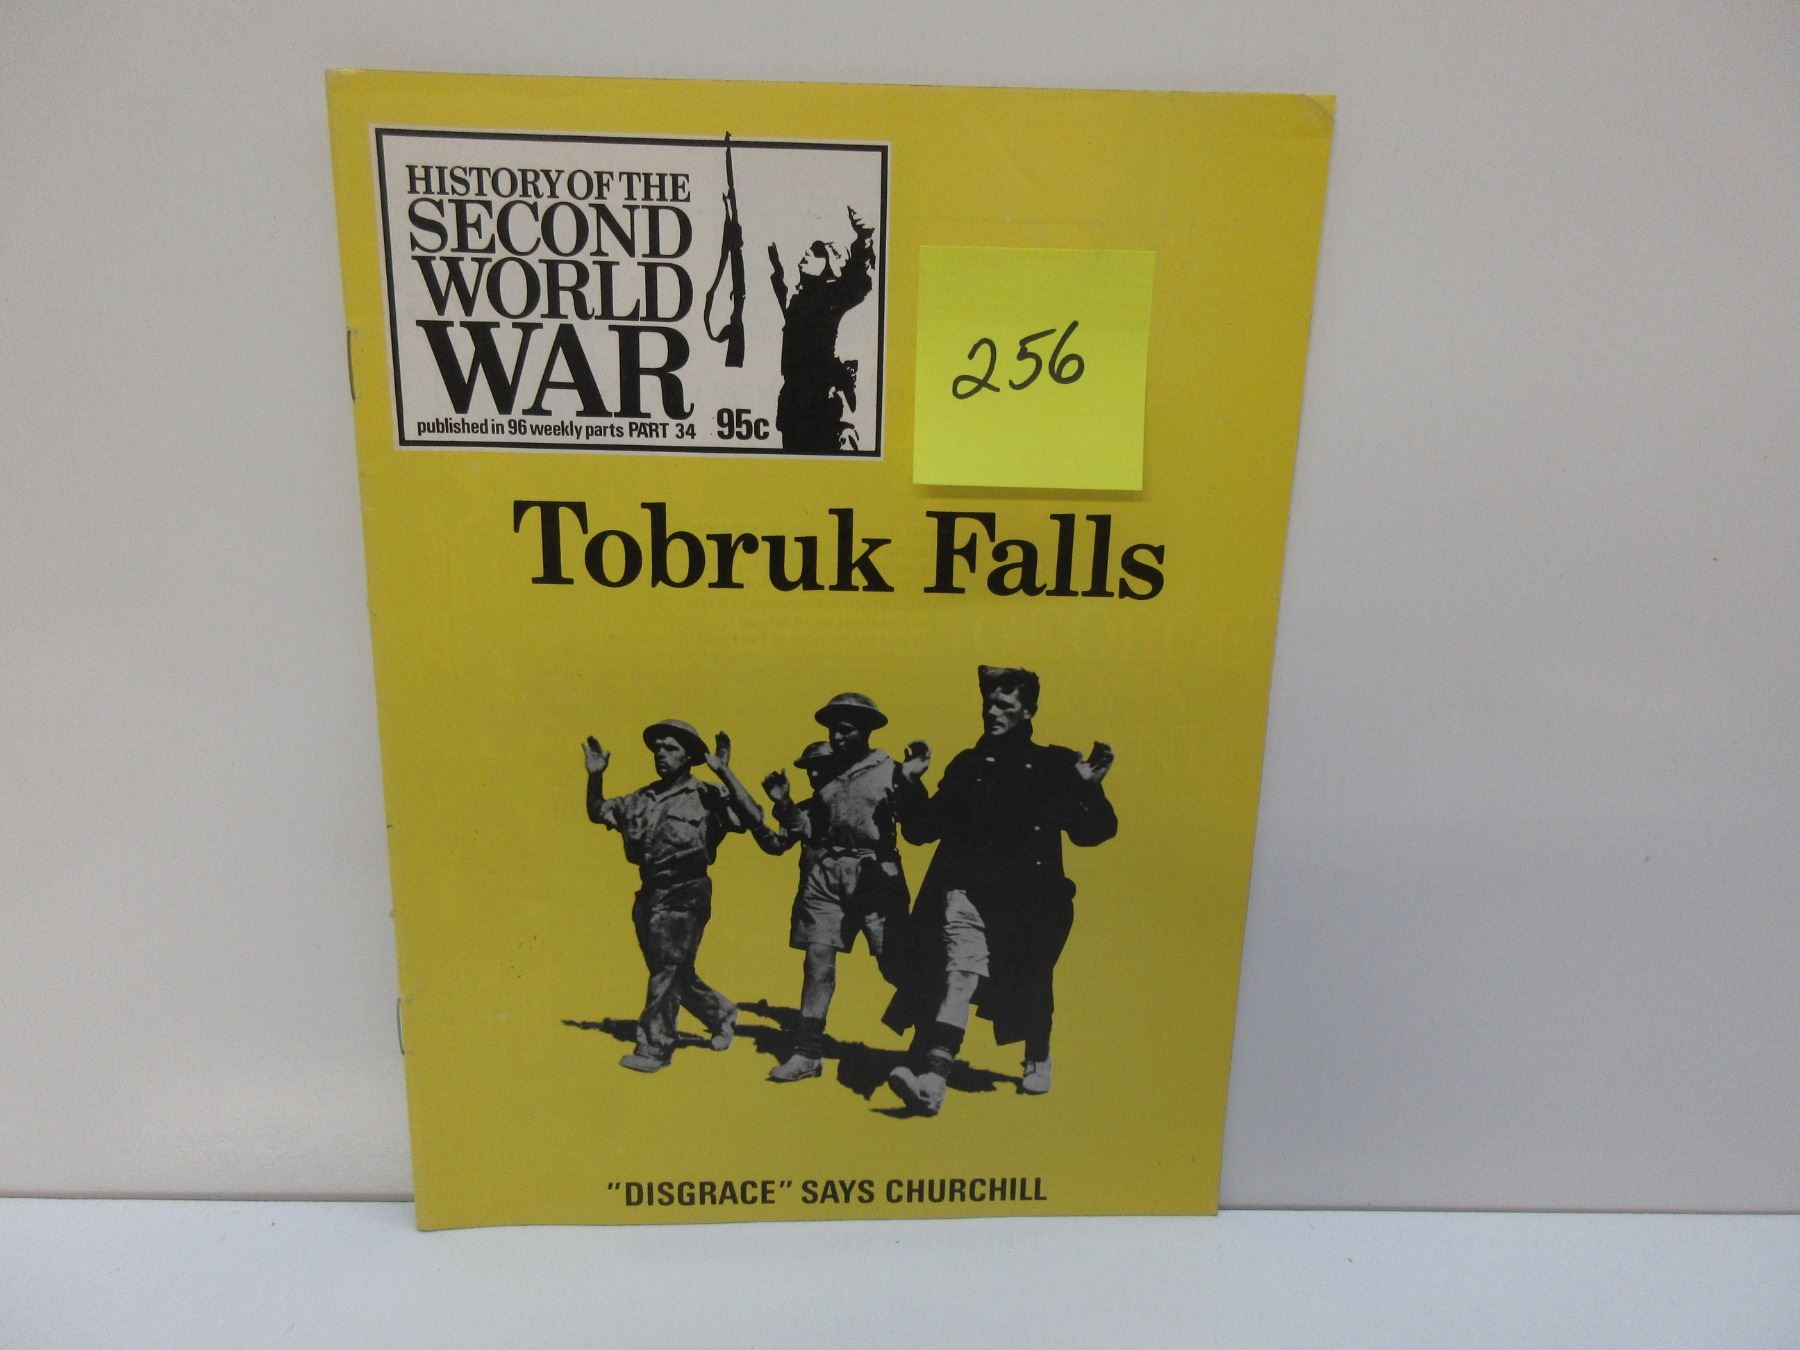 HISTORY OF THE
SECOND
WORLD
WAR
published in 96 weekly parts PART 34 95c
256
Tobruk Falls
"DISGRACE" SAYS CHURCHILL